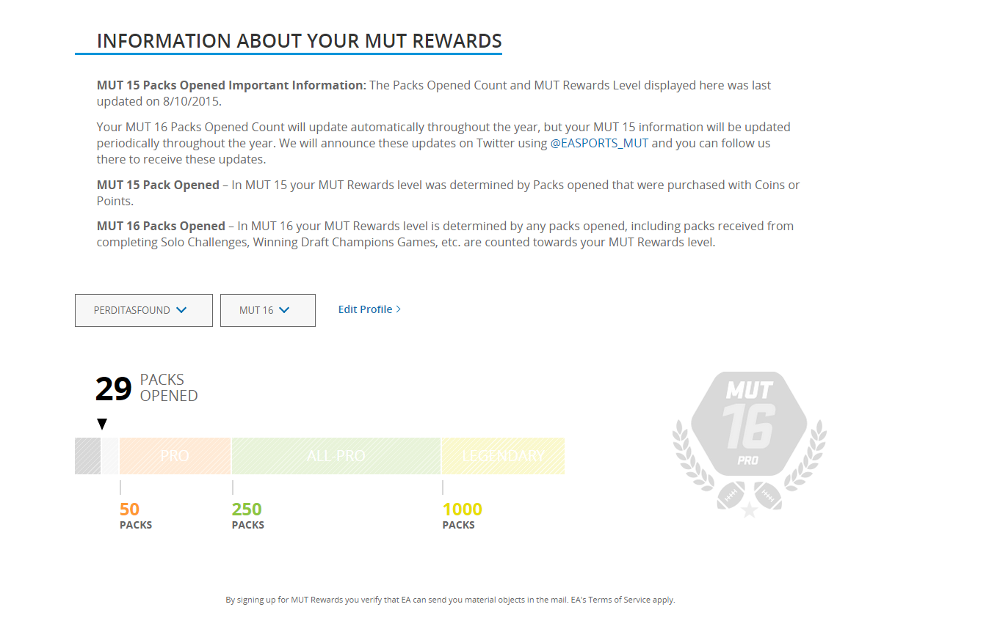 INFORMATION ABOUT YOUR MUT REWARDS
MUT 15 Packs Opened Important Information: The Packs Opened Count and MUT Rewards Level displayed here was last
updated on 8/10/2015.
Your MUT 16 Packs Opened Count will update automatically throughout the year, but your MUT 15 information will be updated
periodically throughout the year. We will announce these updates on Twitter using @EASPORTS_MUT and you can follow us
there to receive these updates.
MUT 15 Pack Opened – In MUT 15 your MUT Rewards level was determined by Packs opened that were purchased with Coins or
Points.
MUT 16 Packs Opened – In MUT 16 your MUT Rewards level is determined by any packs opened, including packs received from
completing Solo Challenges, Winning Draft Champions Games, etc. are counted towards your MUT Rewards level.
PERDITASFOUND
MUT 16
Edit Profile
29 PACKS
OPENED
PRO
ALL-PRO
LEGENDARY
50
PACKS
250
PACKS
1000
PACKS
MUT
16
PRO
By signing up for MUT Rewards you verify that EA can send you material objects in the mail. EA's Terms of Service apply.